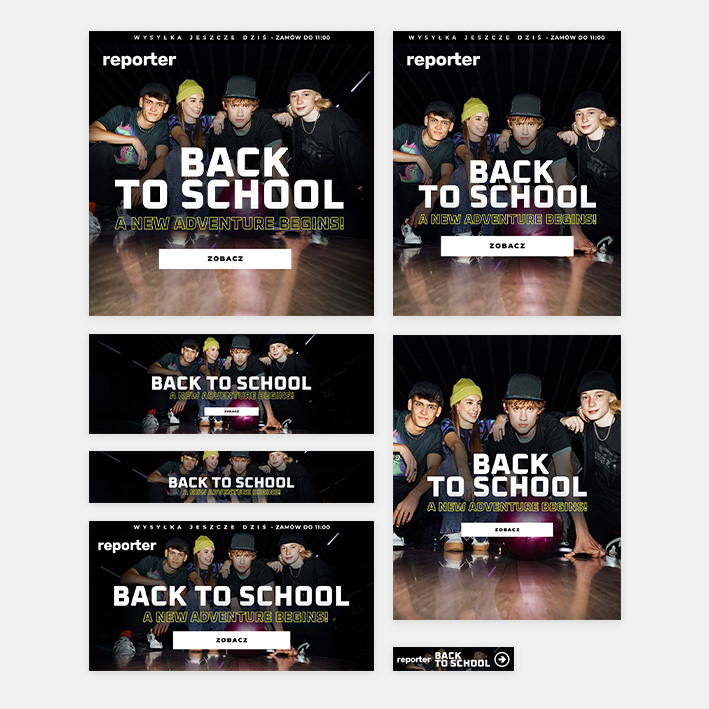 WYSYŁKA JESZCZE DZIŚ - ZAMÓW DO 11:00
reporter
BACK
TO SCHOOL
A NEW ADVENTURE BEGINS!
ZOBACZ
WYSYŁKA JESZCZE DZIŚ - ZAMÓW DO 11:00
reporter
BACK
TO SCHOOL
A NEW ADVENTURE BEGINS!
ZOBACZ
BACK TO SCHOOL
A NEW ADVENTURE BEGINS!
ZOBACZ
BACK TO SCHOOL
A NEW ADVENTURE BEGINS!
WYSYŁKA JESZCZE DZIŚ - ZAMÓW DO 11:00
reporter
BACK TO SCHOOL
A NEW ADVENTURE BEGINS!
ZOBACZ
BACK
TO SCHOOL
A NEW ADVENTURE BEGINS!
ZOBACZ
reporter
BACK
TO SCHOOL